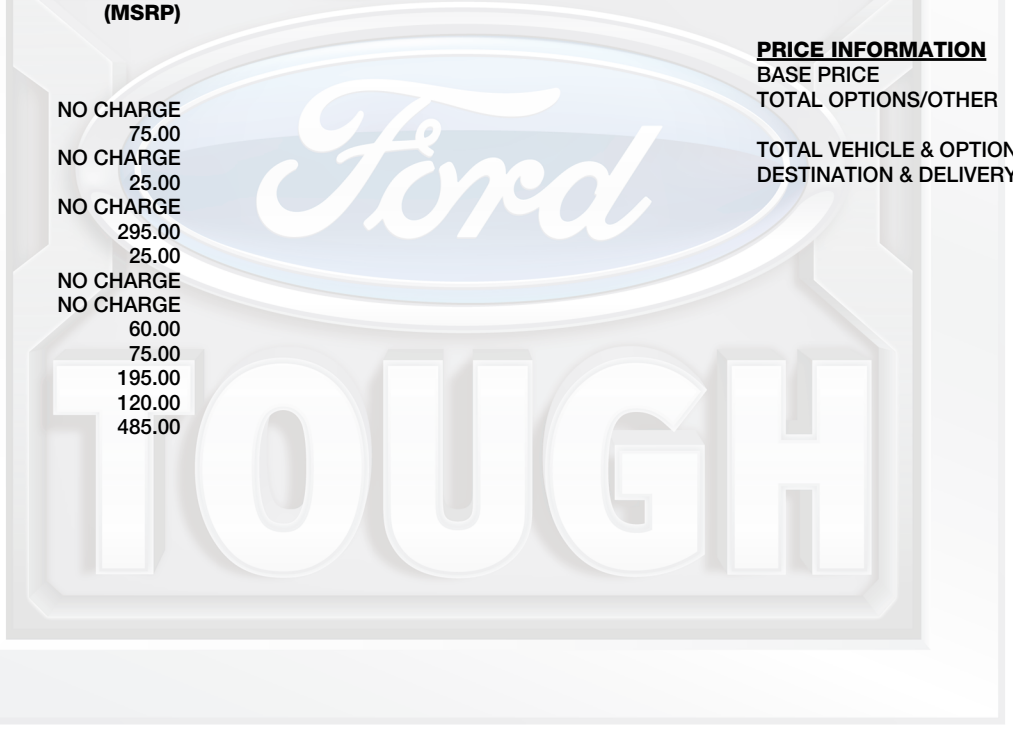 (MSRP)
NO CHARGE
75.00
NO CHARGE
25.00
NO CHARGE
295.00
25.00
NO CHARGE
NO CHARGE
60.00
75.00
195.00
120.00
485.00
PRICE INFORMATION
BASE PRICE
TOTAL OPTIONS/OTHER
TOTAL VEHICLE & OPTION
DESTINATION & DELIVERY
Ford
TOUGH